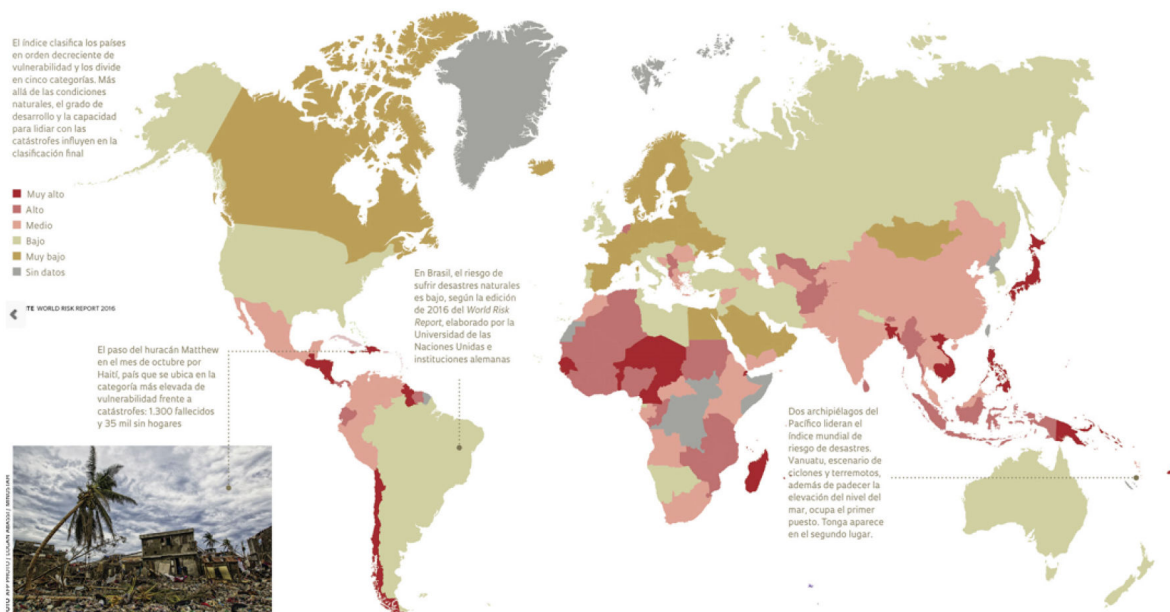 El índice clasifica los países
en orden decreciente de
vulnerabilidad y los divide
en cinco categorías. Más
allá de las condiciones
naturales, el grado de
desarrollo y la capacidad
para lidiar con las
catástrofes influyen en la
clasificación final
Muy alto
Alto
Medio
Bajo
Muy bajo
Sin datos
TE WORLD RISK REPORT 2016
En Brasil, el riesgo de
sufrir desastres naturales
es bajo, según la edición
de 2016 del World Risk
Report, elaborado por la
Universidad de las
Naciones Unidas e
instituciones alemanas
El paso del huracán Matthew
en el mes de octubre por
Haití, país que se ubica en la
categoría más elevada de
vulnerabilidad frente a
catástrofes: 1.300 fallecidos
y 35 mil sin hogares
Dos archipiélagos del
Pacífico lideran el
índice mundial de
riesgo de desastres.
Vanuatu, escenario de
ciclones y terremotos,
además de padecer la
elevación del nivel del
mar, ocupa el primer
puesto. Tonga aparece
en el segundo lugar.